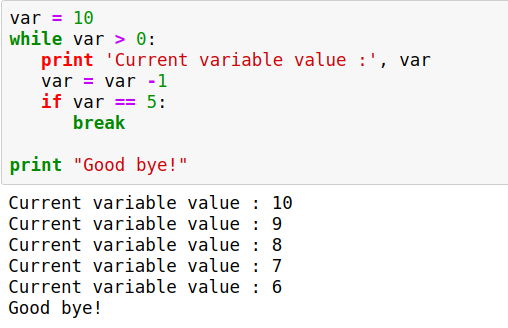 var = 10
while var > 0:
   print 'Current variable value :', var
   var = var -1
   if var == 5:
      break

print "Good bye!"
Current variable value : 10
Current variable value : 9
Current variable value : 8
Current variable value : 7
Current variable value : 6
Good bye!